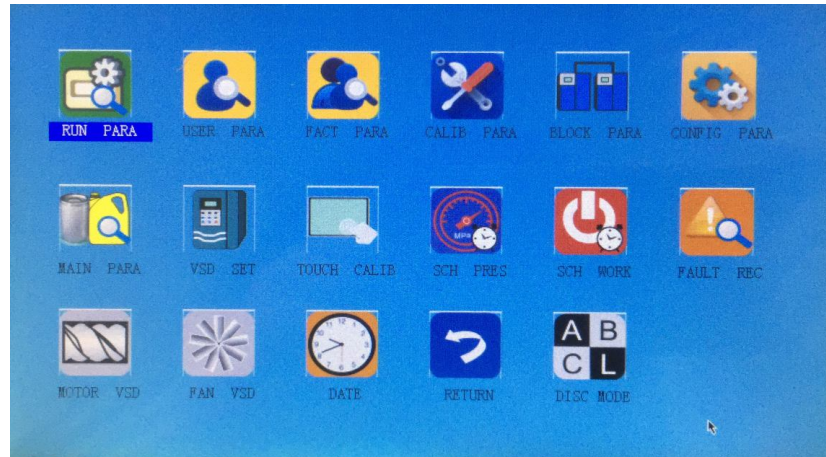 RUN PARA
USER PARA
FACT PARA
CALIB PARA
BLOCK PARA
CONFIG PARA
MPa
MAIN PARA
VSD SET
TOUCH CALIB
SCH PRES
SCH WORK
FAULT REC
A B
C L
MOTOR VSD
FAN VSD
DATE
RETURN
DISC MODE